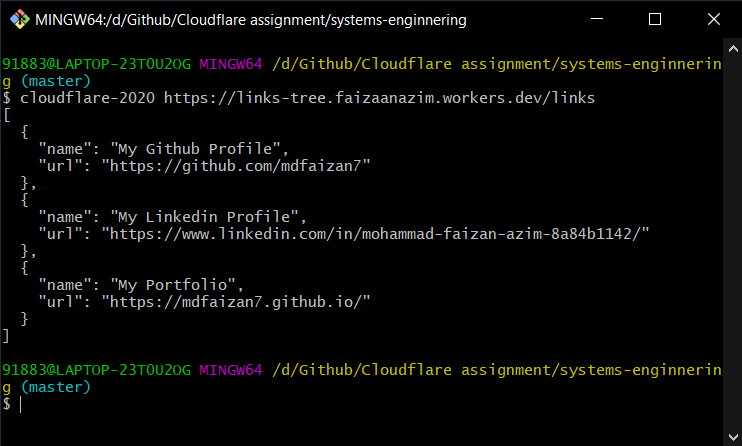 MINGW64:/d/Github/Cloudflare assignment/systems-enginnering
91883@LAPTOP-23T0U2OG MINGW64 /d/Github/Cloudflare assignment/systems-enginnerin
g (master)
$ cloudflare-2020 https://links-tree.faizaanazim.workers.dev/links
[
  {
    "name": "My Github Profile",
    "url": "https://github.com/mdfaizan7"
  },
  {
    "name": "My Linkedin Profile",
    "url": "https://www.linkedin.com/in/mohammad-faizan-azim-8a84b1142/"
  },
  {
    "name": "My Portfolio",
    "url": "https://mdfaizan7.github.io/"
  }
]
91883@LAPTOP-23T0U2OG MINGW64 /d/Github/Cloudflare assignment/systems-enginnerin
g (master)
$